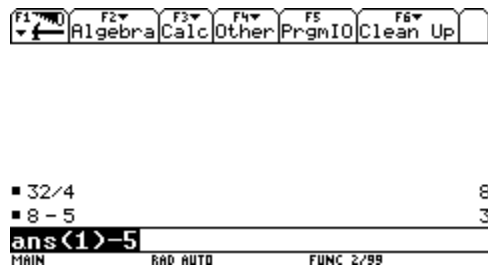 F1 F2 F3 F4 F5 F6
Algebra Calc Other PrgmIO Clean Up
32/4 8
8 - 5 3
ans(1)-5
MAIN RAD AUTO FUNC 2/99